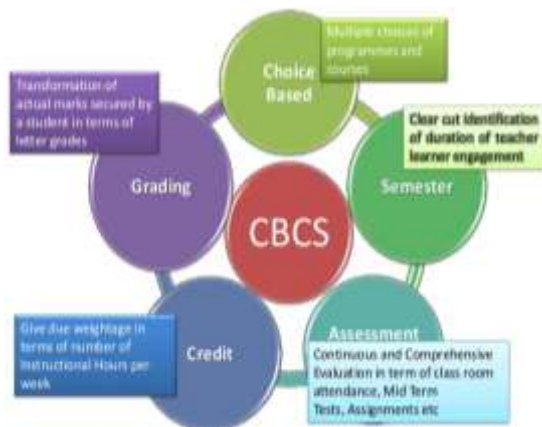 Multiple choices of
programmes and
courses
Choice
Based
Transformation of
actual marks secured by
a student in terms of
letter grades
Clear cut identification
of duration of teacher
learner engagement
Grading
Semester
CBCS
Give due weightage in
terms of number of
Instructional Hours per
week
Credit
Assessment
Continuous and Comprehensive
Evaluation in term of class room
attendance, Mid Term
Tests, Assignments etc